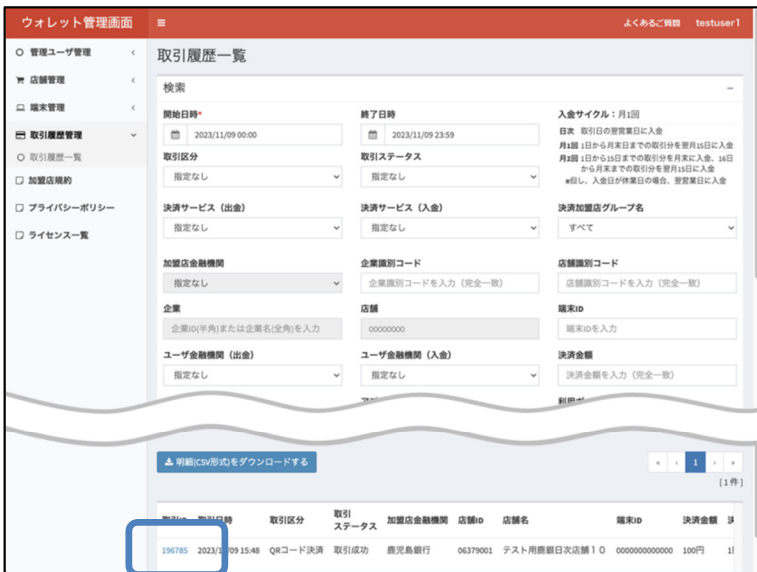 ウォレット管理画面
よくあるご質問 testuser1
管理ユーザ管理
店舗管理
端末管理
取引履歴管理
取引履歴一覧
加盟店規約
プライバシーポリシー
ライセンス一覧
取引履歴一覧
検索
開始日時* 終了日時 入金サイクル：月1回
2023/11/09 00:00 2023/11/09 23:59
日次 取引日の翌営業日に入金
月1回 1日から月末日までの取引分を翌月15日に入金
月2回 1日から15日までの取引分を月末に入金、16日
から月末までの取引分を翌月15日に入金
※但し、入金日が休業日の場合、翌営業日に入金
取引区分 取引ステータス
指定なし 指定なし
決済サービス（出金） 決済サービス（入金） 決済加盟店グループ名
指定なし 指定なし すべて
加盟店金融機関 企業識別コード 店舗識別コード
指定なし 企業識別コードを入力（完全一致） 店舗識別コードを入力（完全一致）
企業 店舗 端末ID
企業ID(半角)または企業名(全角)を入力 00000000 端末IDを入力
ユーザ金融機関（出金） ユーザ金融機関（入金） 決済金額
指定なし 指定なし 決済金額を入力（完全一致）
明細(CSV形式)をダウンロードする
« ‹ 1 › »
[1件]
取引ID 取引日時 取引区分 取引
ステータス 加盟店金融機関 店舗ID 店舗名 端末ID 決済金額
196785 2023/11/09 15:48 QRコード決済 取引成功 鹿児島銀行 06379001 テスト用鹿銀日次店舗１０ 0000000000000 100円